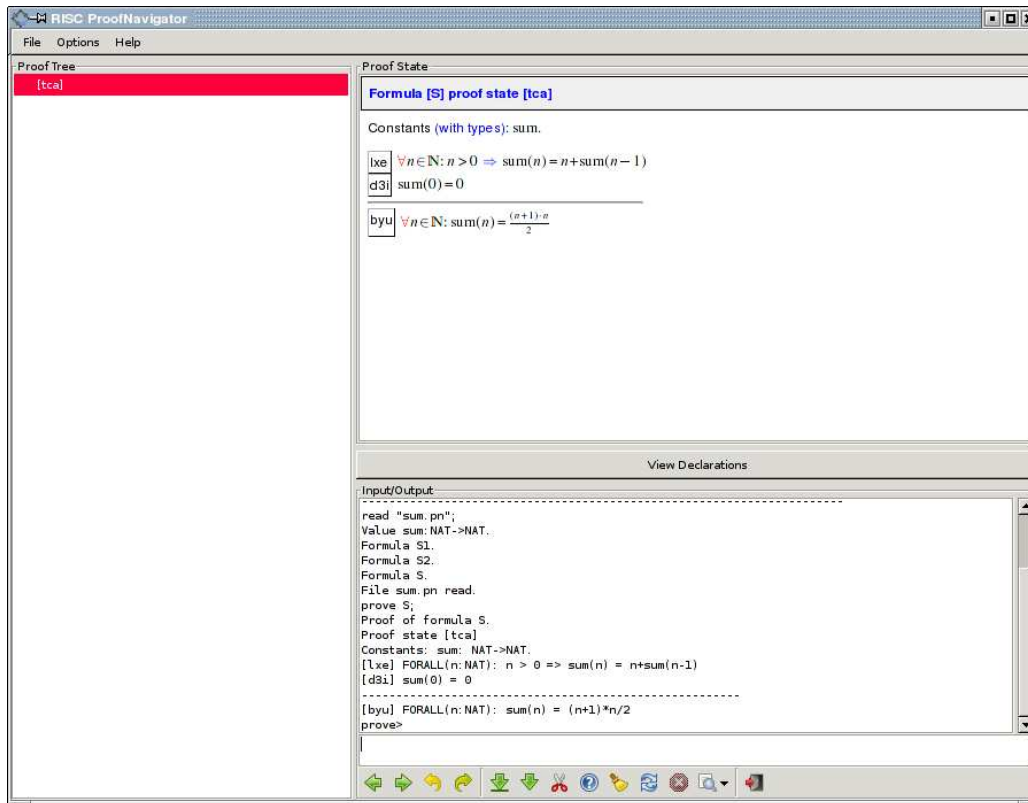 RISC ProofNavigator
File Options Help
Proof Tree
[tca]
Proof State
Formula [S] proof state [tca]
Constants (with types): sum.
lxe ∀n∈ℕ: n>0 ⇒ sum(n)=n+sum(n−1)
d3i sum(0)=0
byu ∀n∈ℕ: sum(n)=(n+1)·n/2
View Declarations
Input/Output
read "sum.pn";
Value sum:NAT->NAT.
Formula S1.
Formula S2.
Formula S.
File sum.pn read.
prove S;
Proof of formula S.
Proof state [tca]
Constants: sum: NAT->NAT.
[lxe] FORALL(n:NAT): n > 0 => sum(n) = n+sum(n-1)
[d3i] sum(0) = 0
-------------------------------------------------------
[byu] FORALL(n:NAT): sum(n) = (n+1)*n/2
prove>